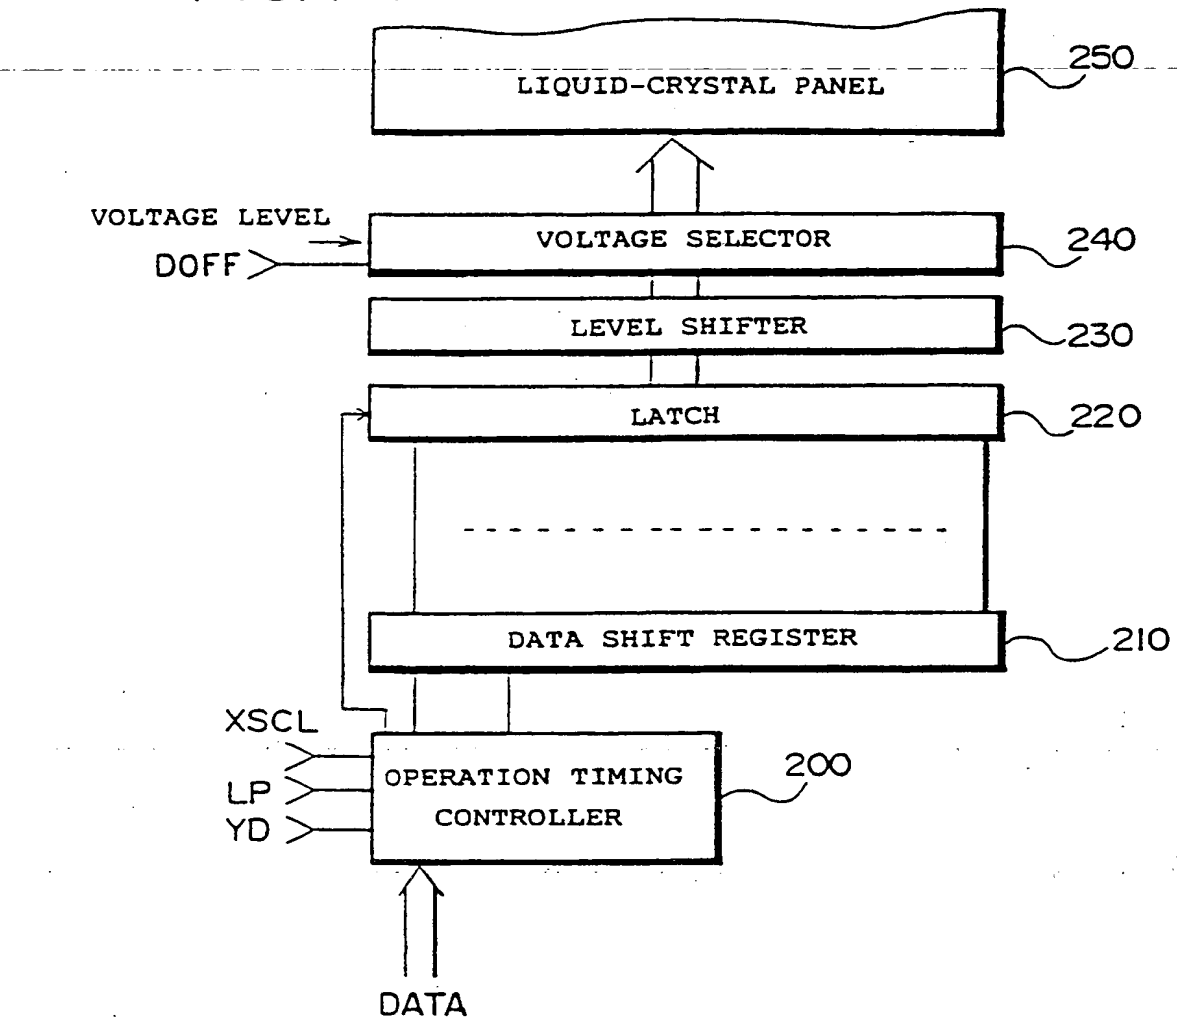 250
LIQUID-CRYSTAL PANEL
VOLTAGE LEVEL
VOLTAGE SELECTOR
240
DOFF
LEVEL SHIFTER
230
LATCH
220
DATA SHIFT REGISTER
210
XSCL
OPERATION TIMING
CONTROLLER
200
LP
YD
DATA